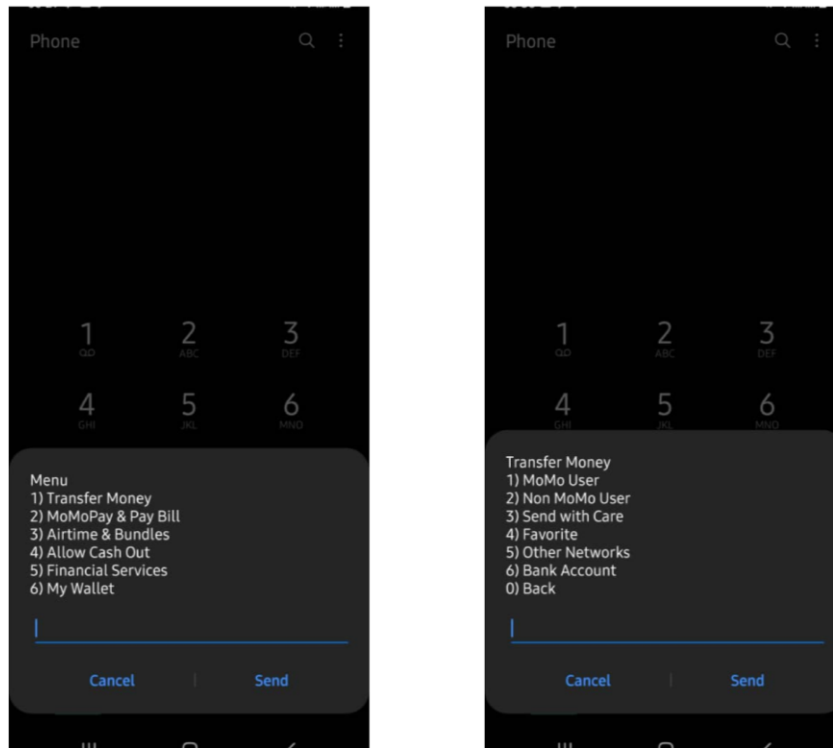 Phone
1
2
ABC
3
DEF
4
GHI
5
JKL
6
MNO
Menu
1) Transfer Money
2) MoMoPay & Pay Bill
3) Airtime & Bundles
4) Allow Cash Out
5) Financial Services
6) My Wallet
Cancel
Send
Phone
1
2
ABC
3
DEF
4
GHI
5
JKL
6
MNO
Transfer Money
1) MoMo User
2) Non MoMo User
3) Send with Care
4) Favorite
5) Other Networks
6) Bank Account
0) Back
Cancel
Send